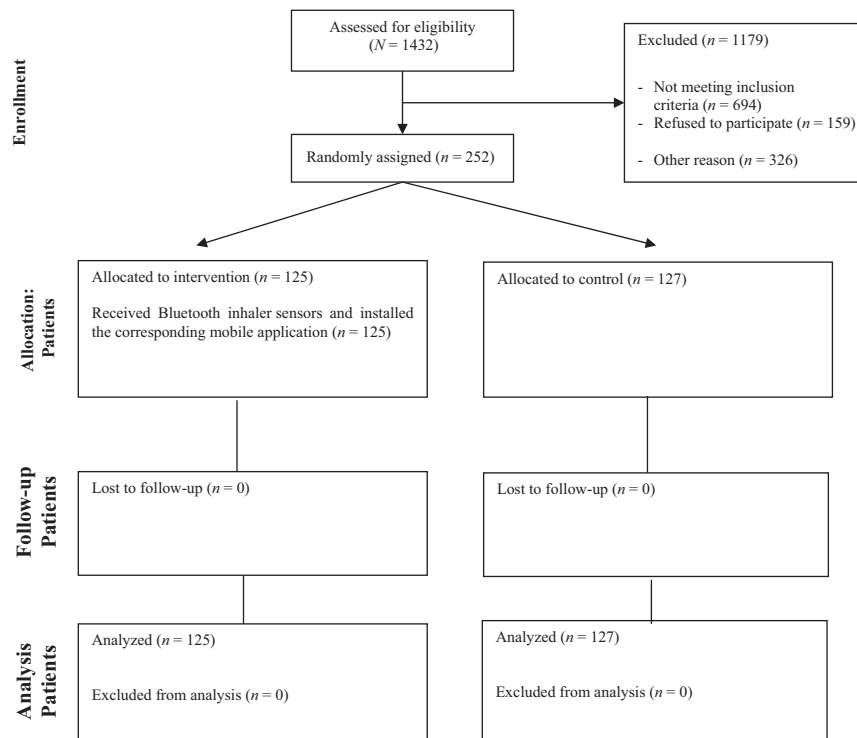 Enrollment
Assessed for eligibility
(N = 1432)
Excluded (n = 1179)
- Not meeting inclusion
criteria (n = 694)
- Refused to participate (n = 159)
- Other reason (n = 326)
Randomly assigned (n = 252)
Allocation:
Patients
Allocated to intervention (n = 125)
Received Bluetooth inhaler sensors and installed
the corresponding mobile application (n = 125)
Allocated to control (n = 127)
Follow-up
Patients
Lost to follow-up (n = 0)
Lost to follow-up (n = 0)
Analysis
Patients
Analyzed (n = 125)
Excluded from analysis (n = 0)
Analyzed (n = 127)
Excluded from analysis (n = 0)